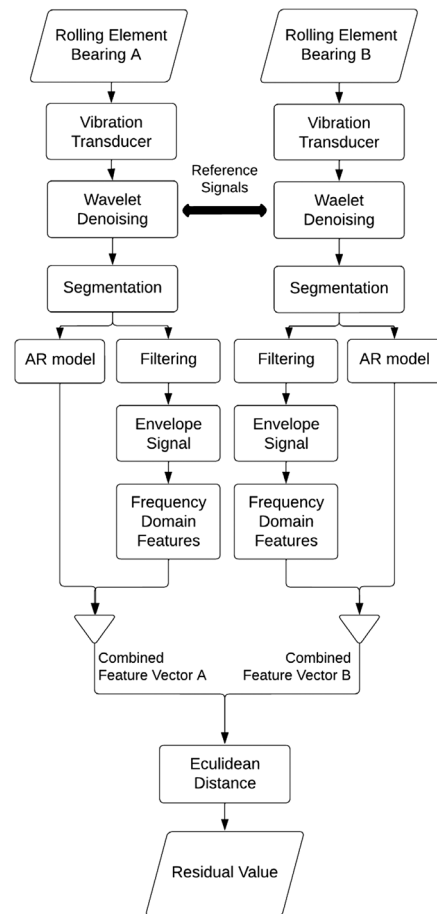 Rolling Element
Bearing A
Rolling Element
Bearing B
Vibration
Transducer
Vibration
Transducer
Reference
Signals
Wavelet
Denoising
Waelet
Denoising
Segmentation
Segmentation
AR model
Filtering
Filtering
AR model
Envelope
Signal
Envelope
Signal
Frequency
Domain
Features
Frequency
Domain
Features
Combined
Feature Vector A
Combined
Feature Vector B
Eculidean
Distance
Residual Value